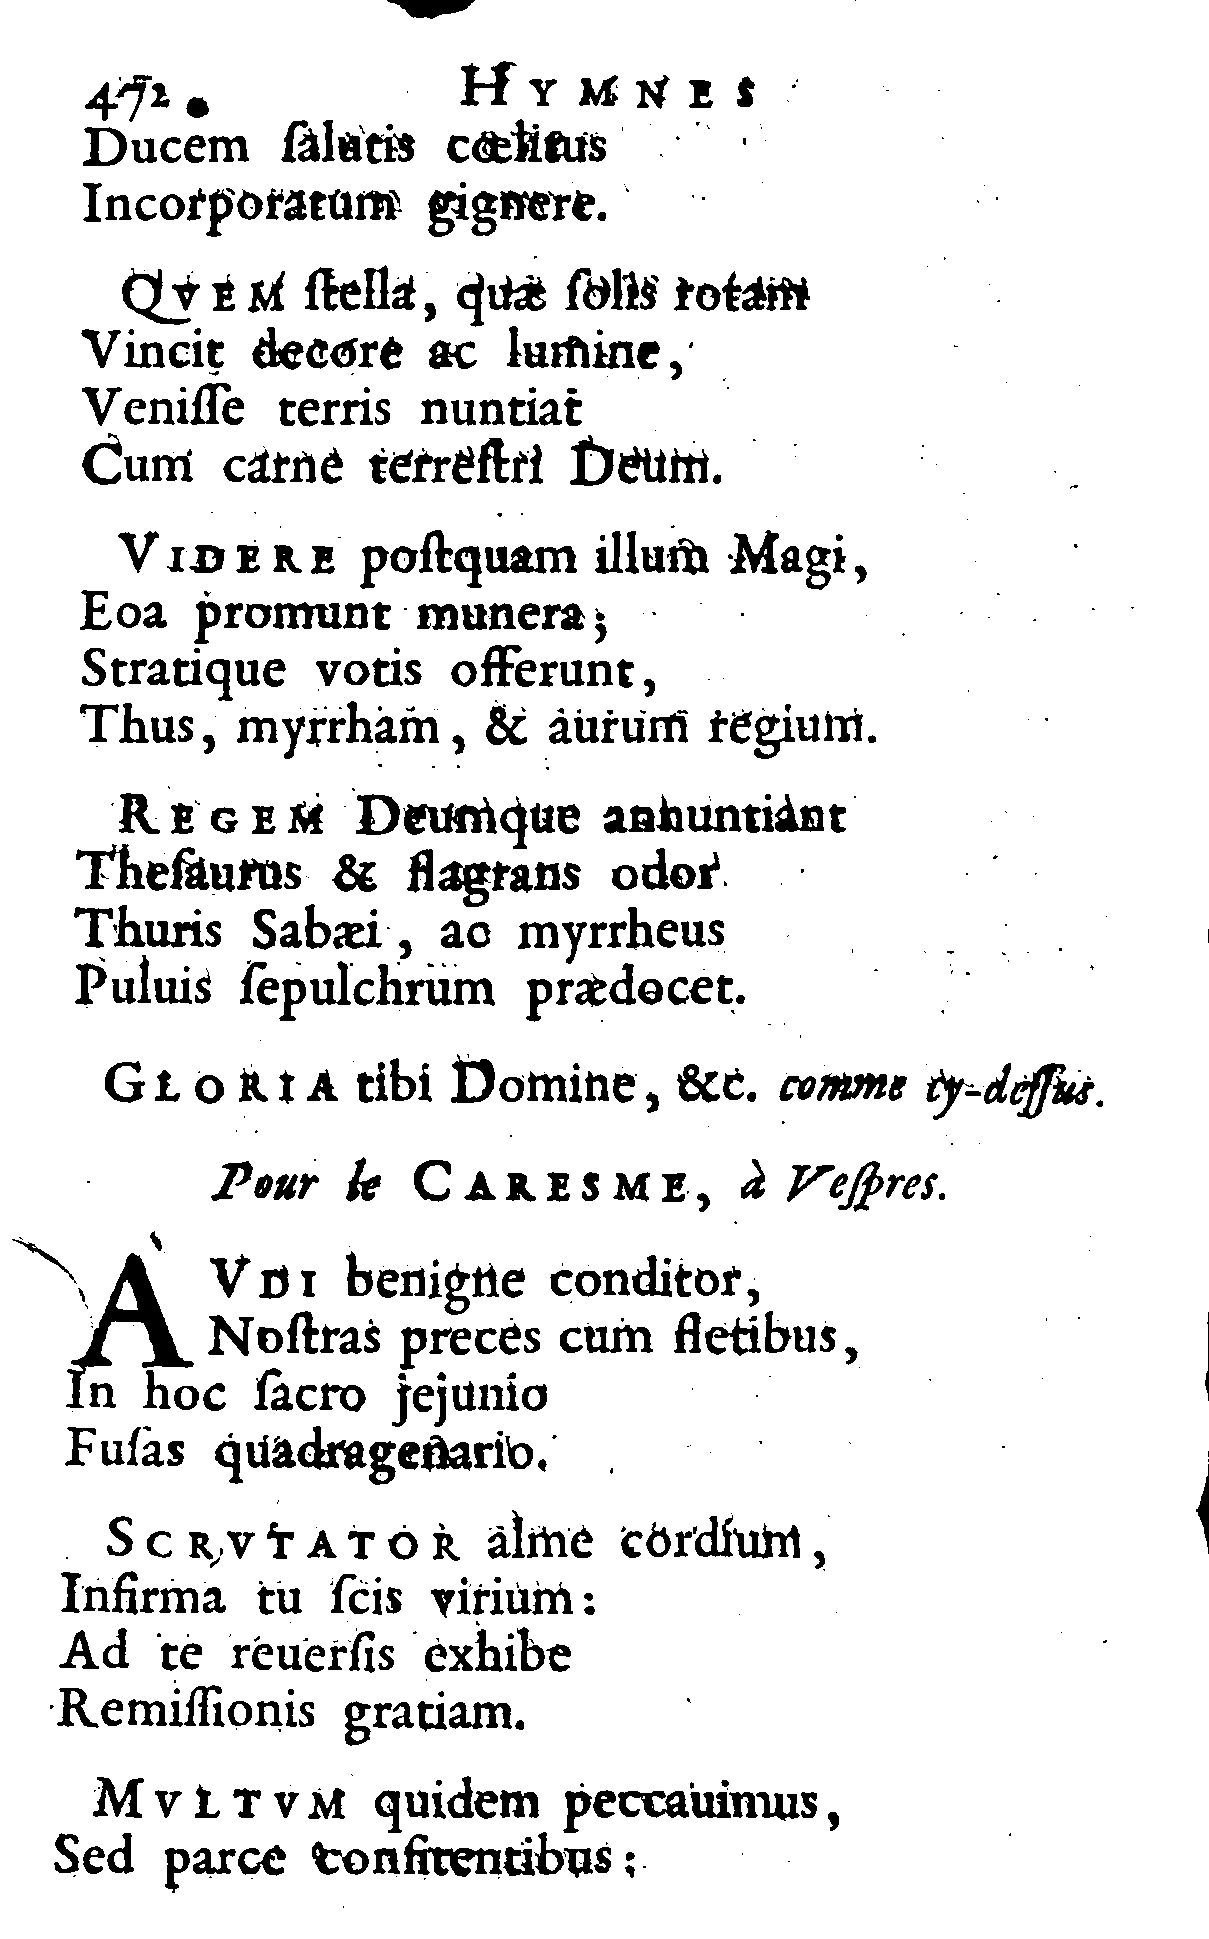 472. HYMNES
Ducem ſalutis cœlitus
Incorporatum gignere.
QVEM ſtella, quæ ſolis rotam
Vincit decore ac lumine,
Veniſſe terris nuntiat
Cum carne terreſtri Deum.
VIDERE poſtquam illum Magi,
Eoa promunt munera;
Stratique votis offerunt,
Thus, myrrham, & aurum regium.
REGEM Deumque annuntiant
Theſaurus & flagrans odor
Thuris Sabæi, ac myrrheus
Puluis ſepulchrum prædocet.
GLORIA tibi Domine, &c. comme cy-deſſus.
Pour le CARESME, à Veſpres.
AVDI benigne conditor,
Noſtras preces cum fletibus,
In hoc ſacro jejunio
Fuſas quadragenario.
SCRVTATOR alme cordium,
Infirma tu ſcis virium:
Ad te reuerſis exhibe
Remiſſionis gratiam.
MVLTVM quidem peccauimus,
Sed parce confitentibus: